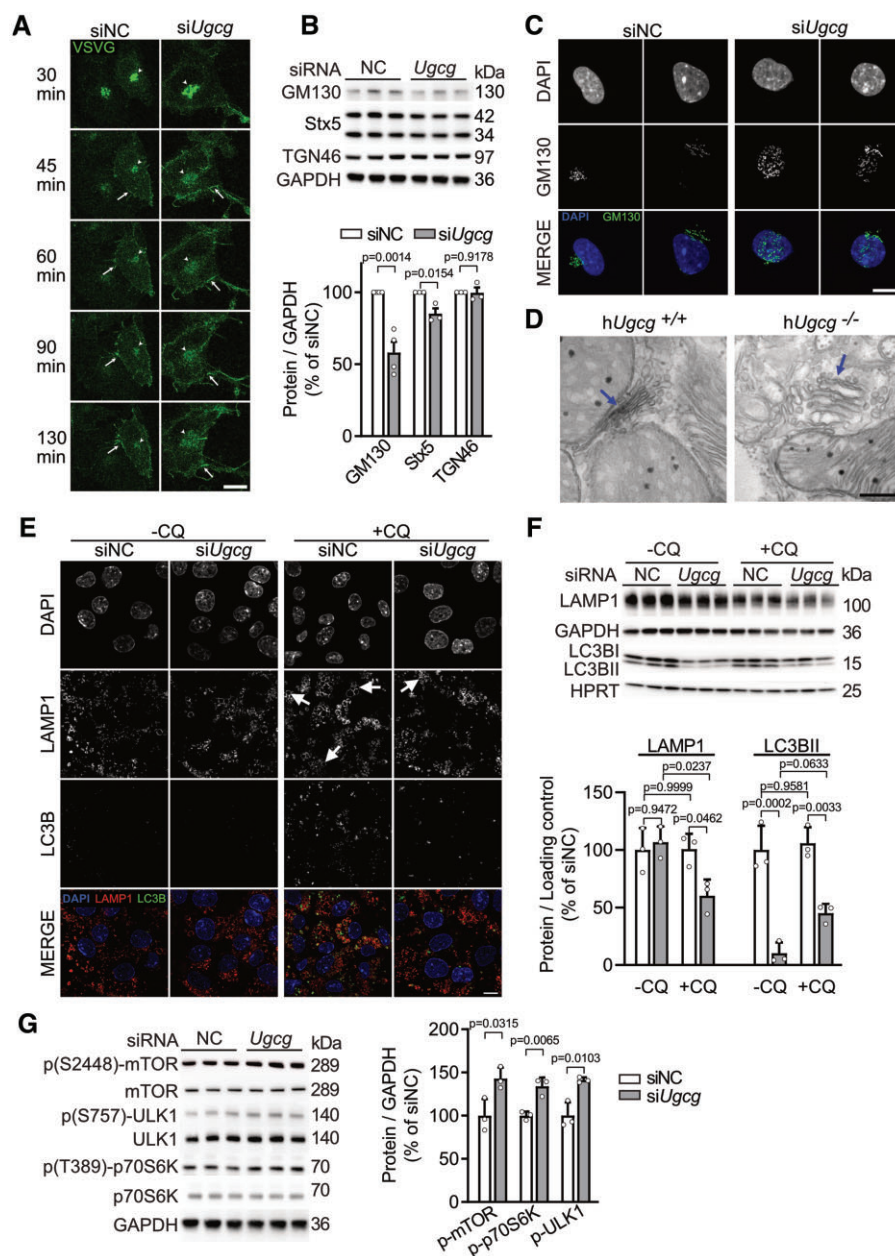 A
siNC siUgcg
VSVG
30 min
45 min
60 min
90 min
130 min
B
siRNA NC Ugcg kDa
GM130 130
Stx5 42
34
TGN46 97
GAPDH 36
siNC siUgcg
p=0.0014 p=0.0154 p=0.9178
Protein / GAPDH (% of siNC)
100
50
0
GM130 Stx5 TGN46
C
siNC siUgcg
DAPI
GM130
MERGE
DAPI GM130
D
hUgcg +/+ hUgcg -/-
E
-CQ +CQ
siNC siUgcg siNC siUgcg
DAPI
LAMP1
LC3B
MERGE
DAPI LAMP1 LC3B
F
-CQ +CQ
siRNA NC Ugcg NC Ugcg kDa
LAMP1 100
GAPDH 36
LC3BI
LC3BII 15
HPRT 25
LAMP1 LC3BII
p=0.0237 p=0.0633
p=0.9999 p=0.9581
p=0.9472 p=0.0462 p=0.0002 p=0.0033
Protein / Loading control (% of siNC)
150
100
50
0
-CQ +CQ -CQ +CQ
G
siRNA NC Ugcg kDa
p(S2448)-mTOR 289
mTOR 289
p(S757)-ULK1 140
ULK1 140
p(T389)-p70S6K 70
p70S6K 70
GAPDH 36
p=0.0315 p=0.0065 p=0.0103
Protein / GAPDH (% of siNC)
200
150
100
50
0
p-mTOR p-p70S6K p-ULK1
siNC
siUgcg